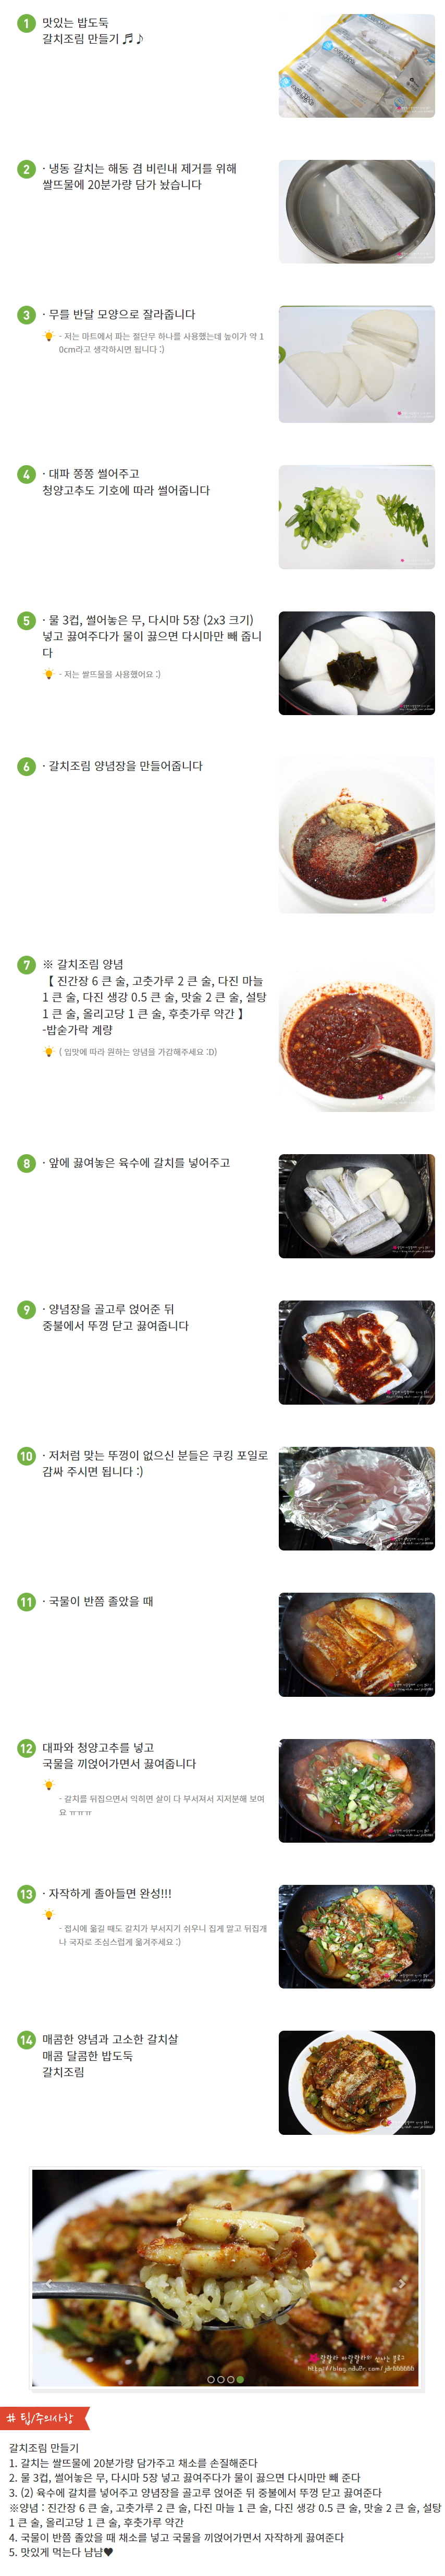 1 맛있는 밥도둑
갈치조림 만들기 🎵♪
2 · 냉동 갈치는 해동 겸 비린내 제거를 위해
쌀뜨물에 20분가량 담가 놨습니다
3 · 무를 반달 모양으로 잘라줍니다
- 저는 마트에서 파는 절단무 하나를 사용했는데 높이가 약 1
0cm라고 생각하시면 됩니다 :)
4 · 대파 쫑쫑 썰어주고
청양고추도 기호에 따라 썰어줍니다
5 · 물 3컵, 썰어놓은 무, 다시마 5장 (2x3 크기)
넣고 끓여주다가 물이 끓으면 다시마만 빼 줍니
다
- 저는 쌀뜨물을 사용했어요 :)
6 · 갈치조림 양념장을 만들어줍니다
7 ※ 갈치조림 양념
【 진간장 6 큰 술, 고춧가루 2 큰 술, 다진 마늘
1 큰 술, 다진 생강 0.5 큰 술, 맛술 2 큰 술, 설탕
1 큰 술, 올리고당 1 큰 술, 후춧가루 약간 】
-밥숟가락 계량
( 입맛에 따라 원하는 양념을 가감해주세요 :D)
8 · 앞에 끓여놓은 육수에 갈치를 넣어주고
9 · 양념장을 골고루 얹어준 뒤
중불에서 뚜껑 닫고 끓여줍니다
10 · 저처럼 맞는 뚜껑이 없으신 분들은 쿠킹 포일로
감싸 주시면 됩니다 :)
11 · 국물이 반쯤 졸았을 때
12 대파와 청양고추를 넣고
국물을 끼얹어가면서 끓여줍니다
- 갈치를 뒤집으면서 익히면 살이 다 부서져서 지저분해 보여
요 ㅠㅠㅠ
13 · 자작하게 졸아들면 완성!!!
- 접시에 옮길 때도 갈치가 부서지기 쉬우니 집게 말고 뒤집개
나 국자로 조심스럽게 옮겨주세요 :)
14 매콤한 양념과 고소한 갈치살
매콤 달콤한 밥도둑
갈치조림
# 팁/주의사항
갈치조림 만들기
1. 갈치는 쌀뜨물에 20분가량 담가주고 채소를 손질해준다
2. 물 3컵, 썰어놓은 무, 다시마 5장 넣고 끓여주다가 물이 끓으면 다시마만 빼 준다
3. (2) 육수에 갈치를 넣어주고 양념장을 골고루 얹어준 뒤 중불에서 뚜껑 닫고 끓여준다
※양념 : 진간장 6 큰 술, 고춧가루 2 큰 술, 다진 마늘 1 큰 술, 다진 생강 0.5 큰 술, 맛술 2 큰 술, 설탕
1 큰 술, 올리고당 1 큰 술, 후춧가루 약간
4. 국물이 반쯤 졸았을 때 채소를 넣고 국물을 끼얹어가면서 자작하게 끓여준다
5. 맛있게 먹는다 냠냠♥